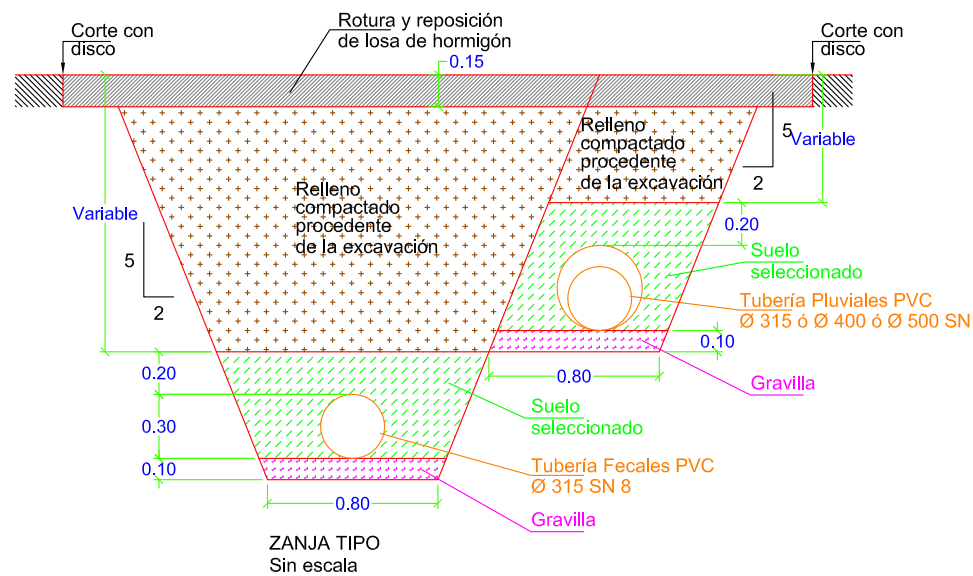 Rotura y reposición
de losa de hormigón
Corte con
disco
Corte con
disco
0.15
Relleno
compactado
procedente
de la excavación
5
Variable
2
Relleno
compactado
procedente
de la excavación
Variable
0.20
5
2
Suelo
seleccionado
Tubería Pluviales PVC
Ø 315 ó Ø 400 ó Ø 500 SN
0.10
0.80
Gravilla
0.20
0.30
0.10
Suelo
seleccionado
Tubería Fecales PVC
Ø 315 SN 8
0.80
Gravilla
ZANJA TIPO
Sin escala